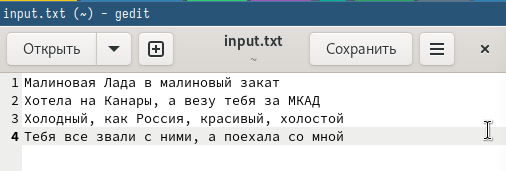 input.txt (~) - gedit
Открыть
input.txt
~
Сохранить
1 Малиновая Лада в малиновый закат
2 Хотела на Канары, а везу тебя за МКАД
3 Холодный, как Россия, красивый, холостой
4 Тебя все звали с ними, а поехала со мной